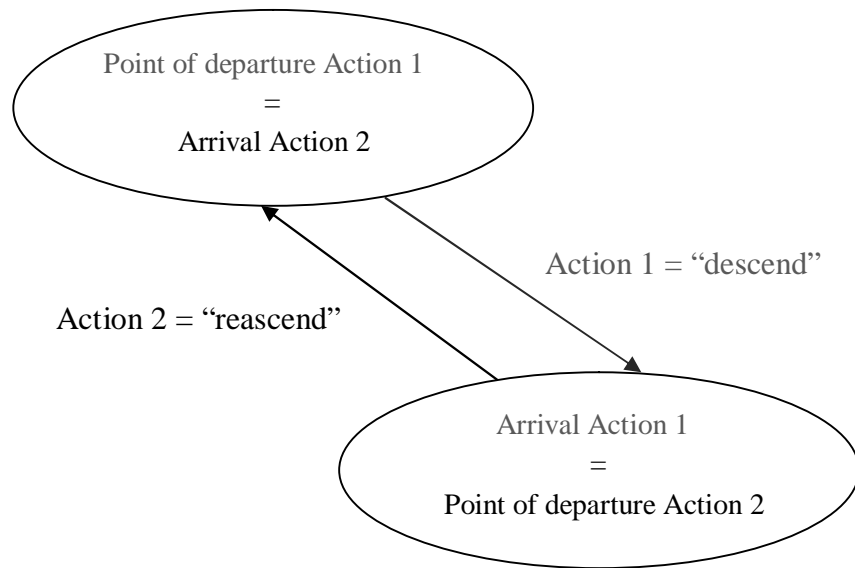 Point of departure Action 1
=
Arrival Action 2
Action 1 = “descend”
Action 2 = “reascend”
Arrival Action 1
=
Point of departure Action 2